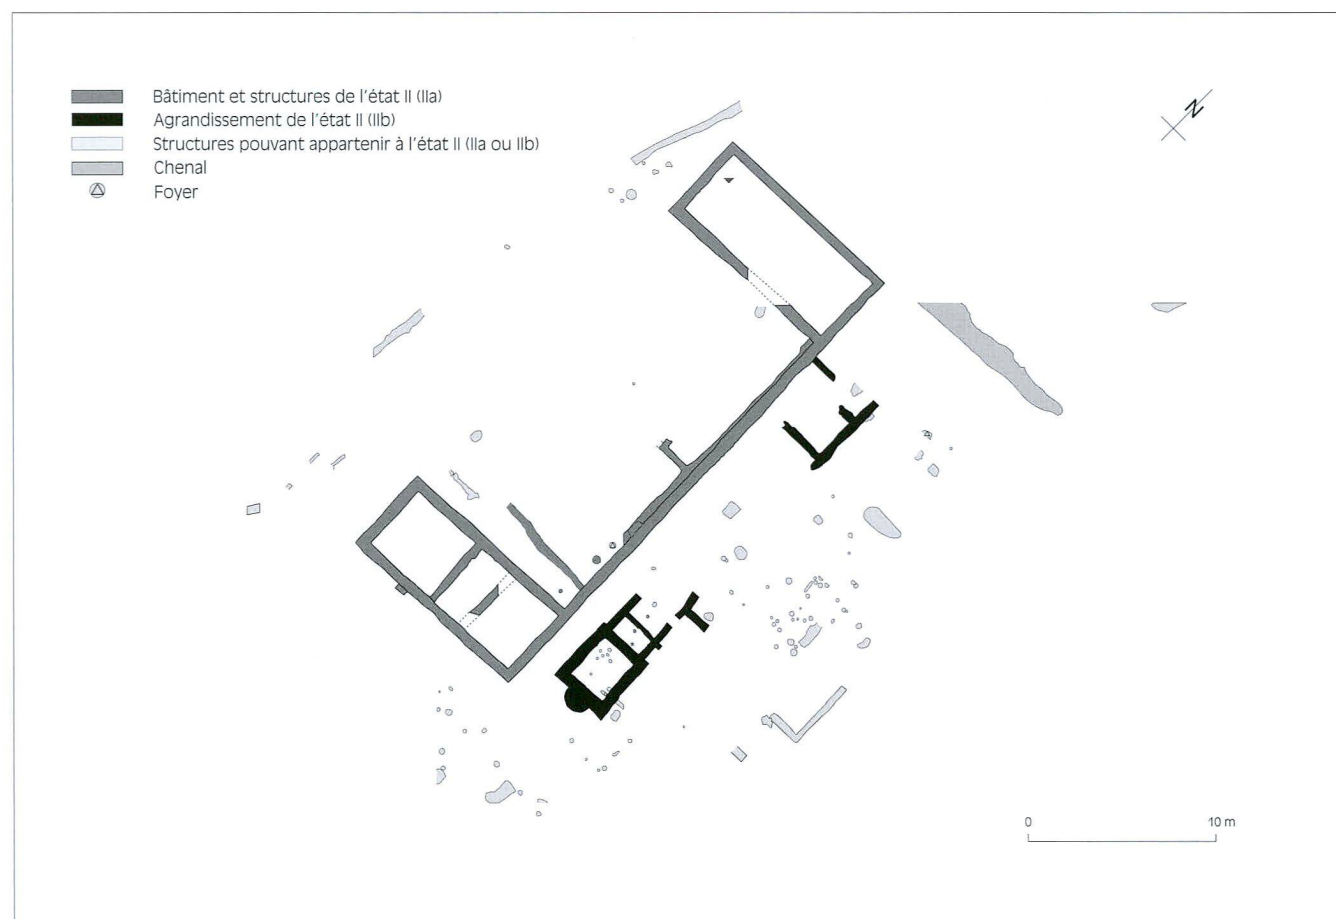 Bâtiment et structures de l'état II (IIa)
Agrandissement de l'état II (IIb)
Structures pouvant appartenir à l'état II (IIa ou IIb)
Chenal
Foyer
N
0 10 m